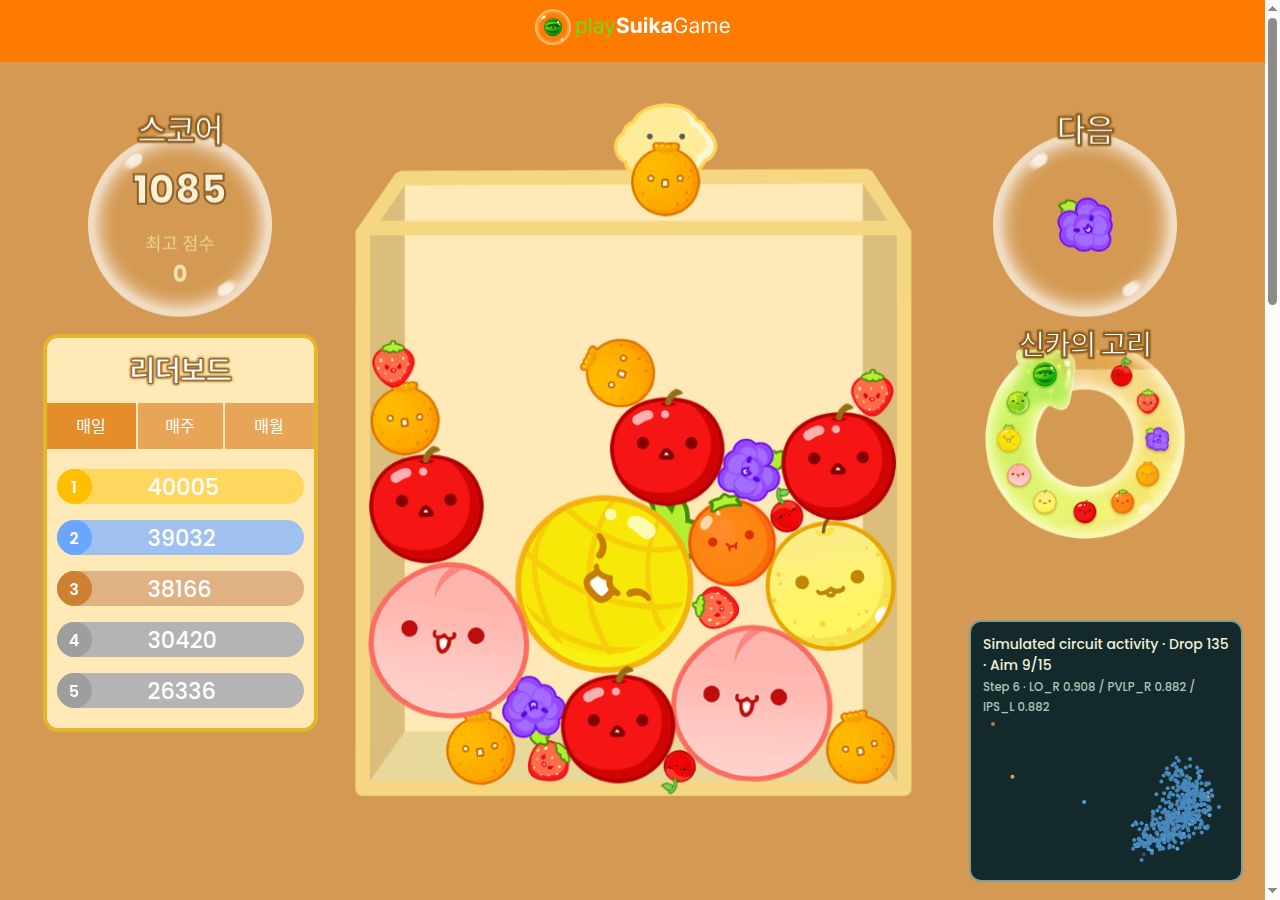 playSuikaGame
스코어
1085
최고 점수
0
다음
리더보드
매일 매주 매월
1 40005
2 39032
3 38166
4 30420
5 26336
신카의 고리
Simulated circuit activity · Drop 135
· Aim 9/15
Step 6 · LO_R 0.908 / PVLP_R 0.882 /
IPS_L 0.882